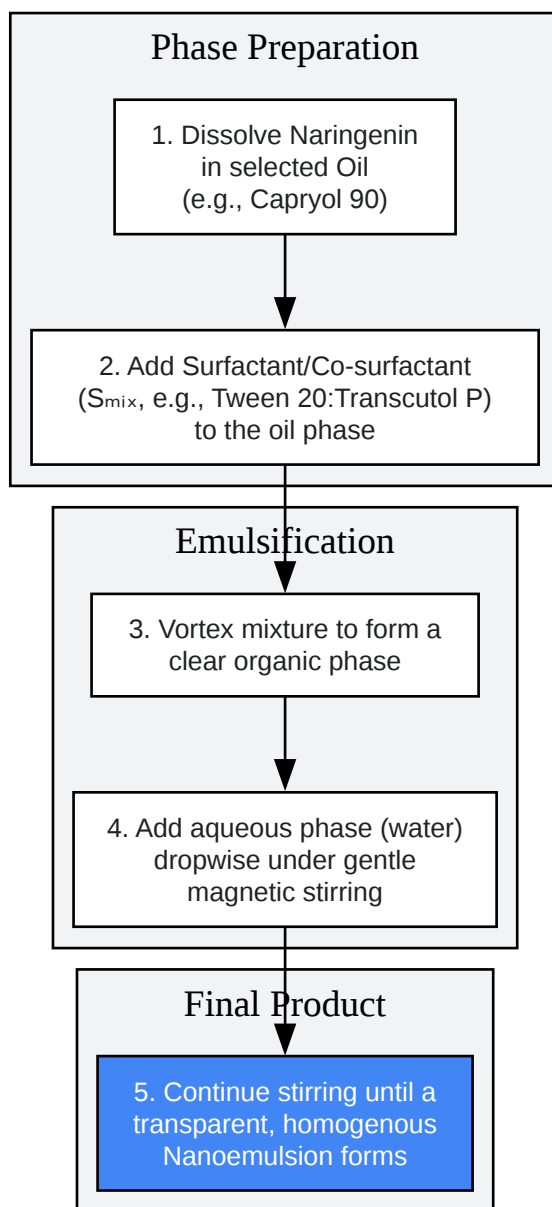 Phase Preparation
1. Dissolve Naringenin
in selected Oil
(e.g., Capryol 90)
2. Add Surfactant/Co-surfactant
(Sₘᵢₓ, e.g., Tween 20:Transcutol P)
to the oil phase
Emulsification
3. Vortex mixture to form a
clear organic phase
4. Add aqueous phase (water)
dropwise under gentle
magnetic stirring
Final Product
5. Continue stirring until a
transparent, homogenous
Nanoemulsion forms